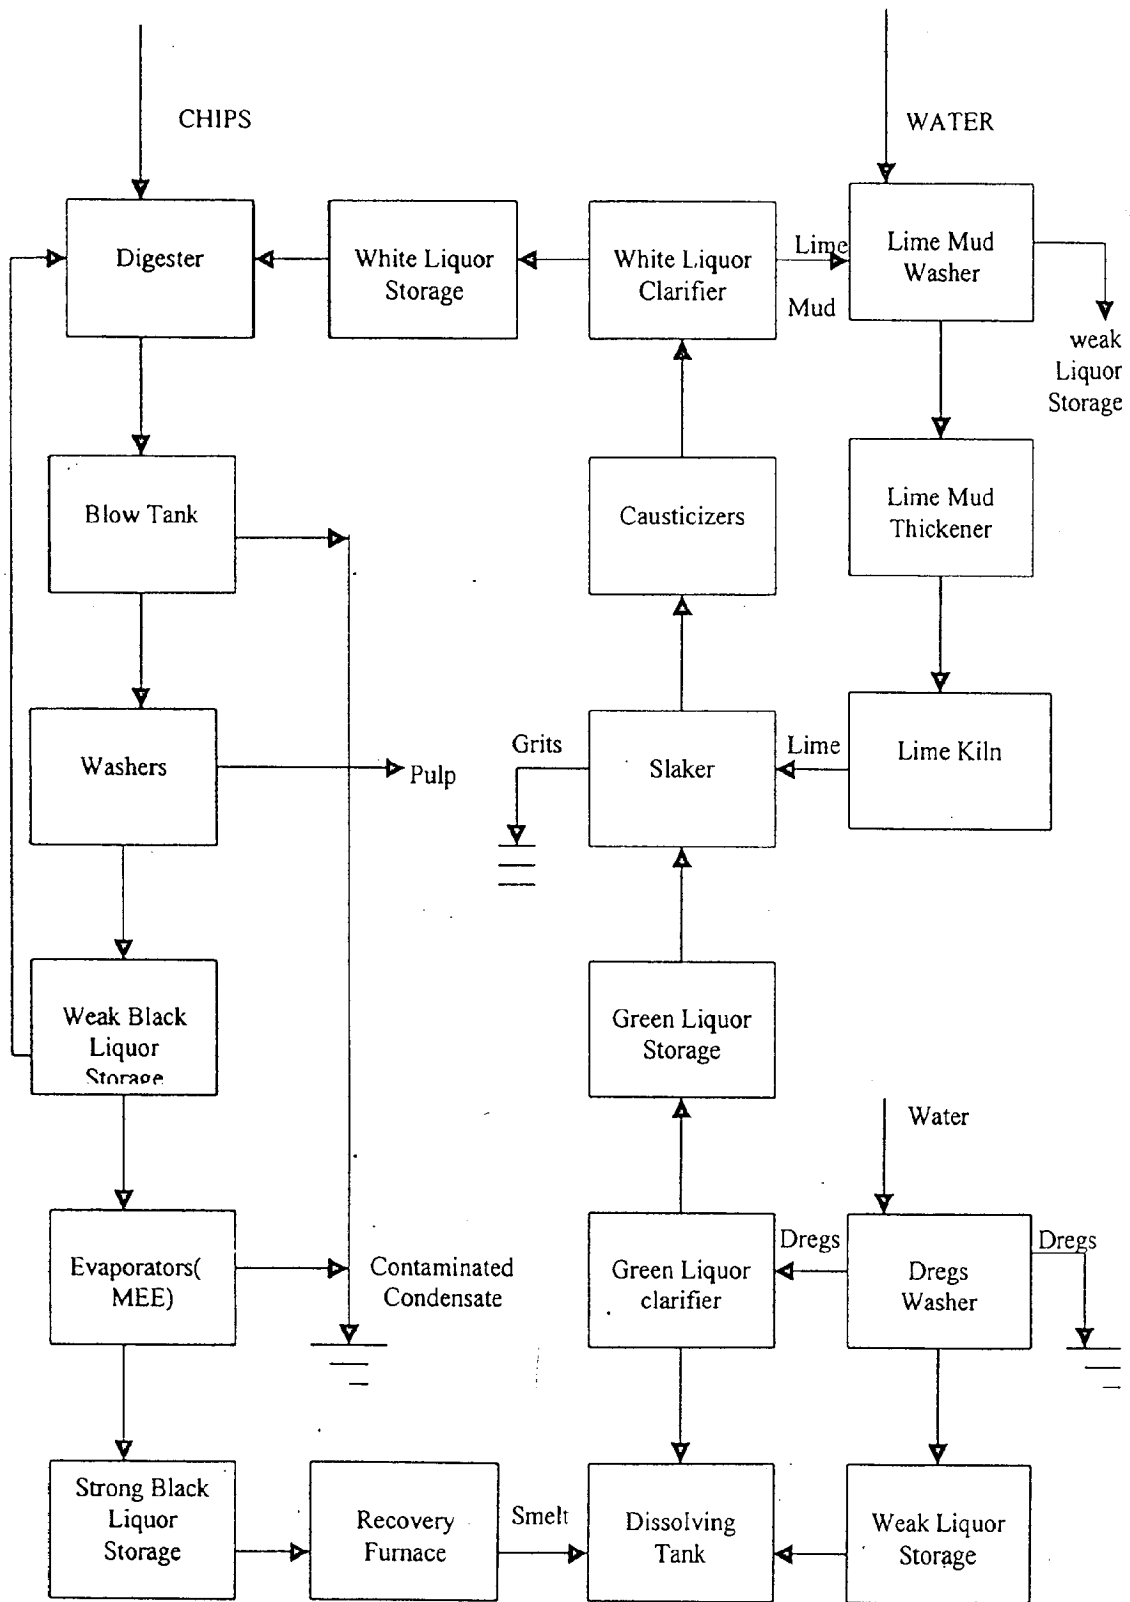 CHIPS
WATER
Digester
White Liquor
Storage
White Liquor
Clarifier
Lime
Mud
Lime Mud
Washer
weak
Liquor
Storage
Blow Tank
Causticizers
Lime Mud
Thickener
Washers
Pulp
Grits
Slaker
Lime
Lime Kiln
Weak Black
Liquor
Storage
Green Liquor
Storage
Water
Evaporators(
MEE)
Contaminated
Condensate
Green Liquor
clarifier
Dregs
Dregs
Washer
Dregs
Strong Black
Liquor
Storage
Recovery
Furnace
Smelt
Dissolving
Tank
Weak Liquor
Storage